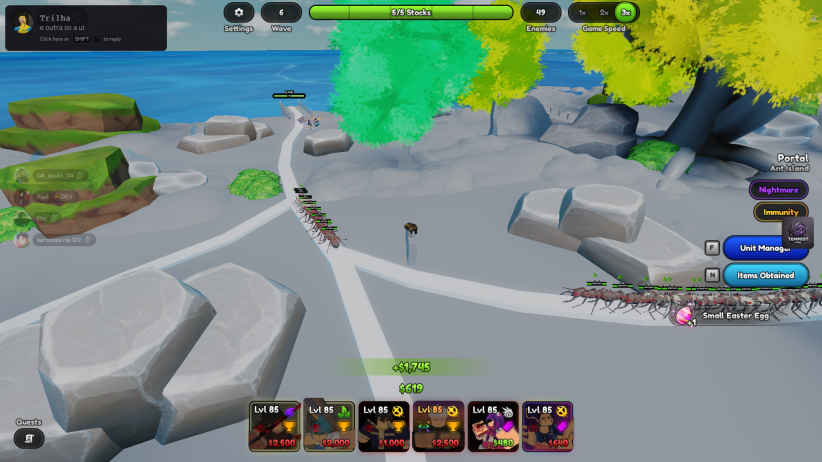 Trilha
e outra so a ui
Click here or SHIFT to reply
Settings
6
Wave
5/5 Stocks
49
Enemies
1x 2x 3x
Game Speed
04_david_04
Portal
Ant Island
Nightmare
Immunity
TEMPEST
F Unit Manager
N Items Obtained
Small Easter Egg
+1
+$1,745
$619
Quests
Lvl 85 Lvl 85 Lvl 85 Lvl 85 Lvl 85 Lvl 85
$2,500 $2,000 $1,000 $2,500 $480 $640